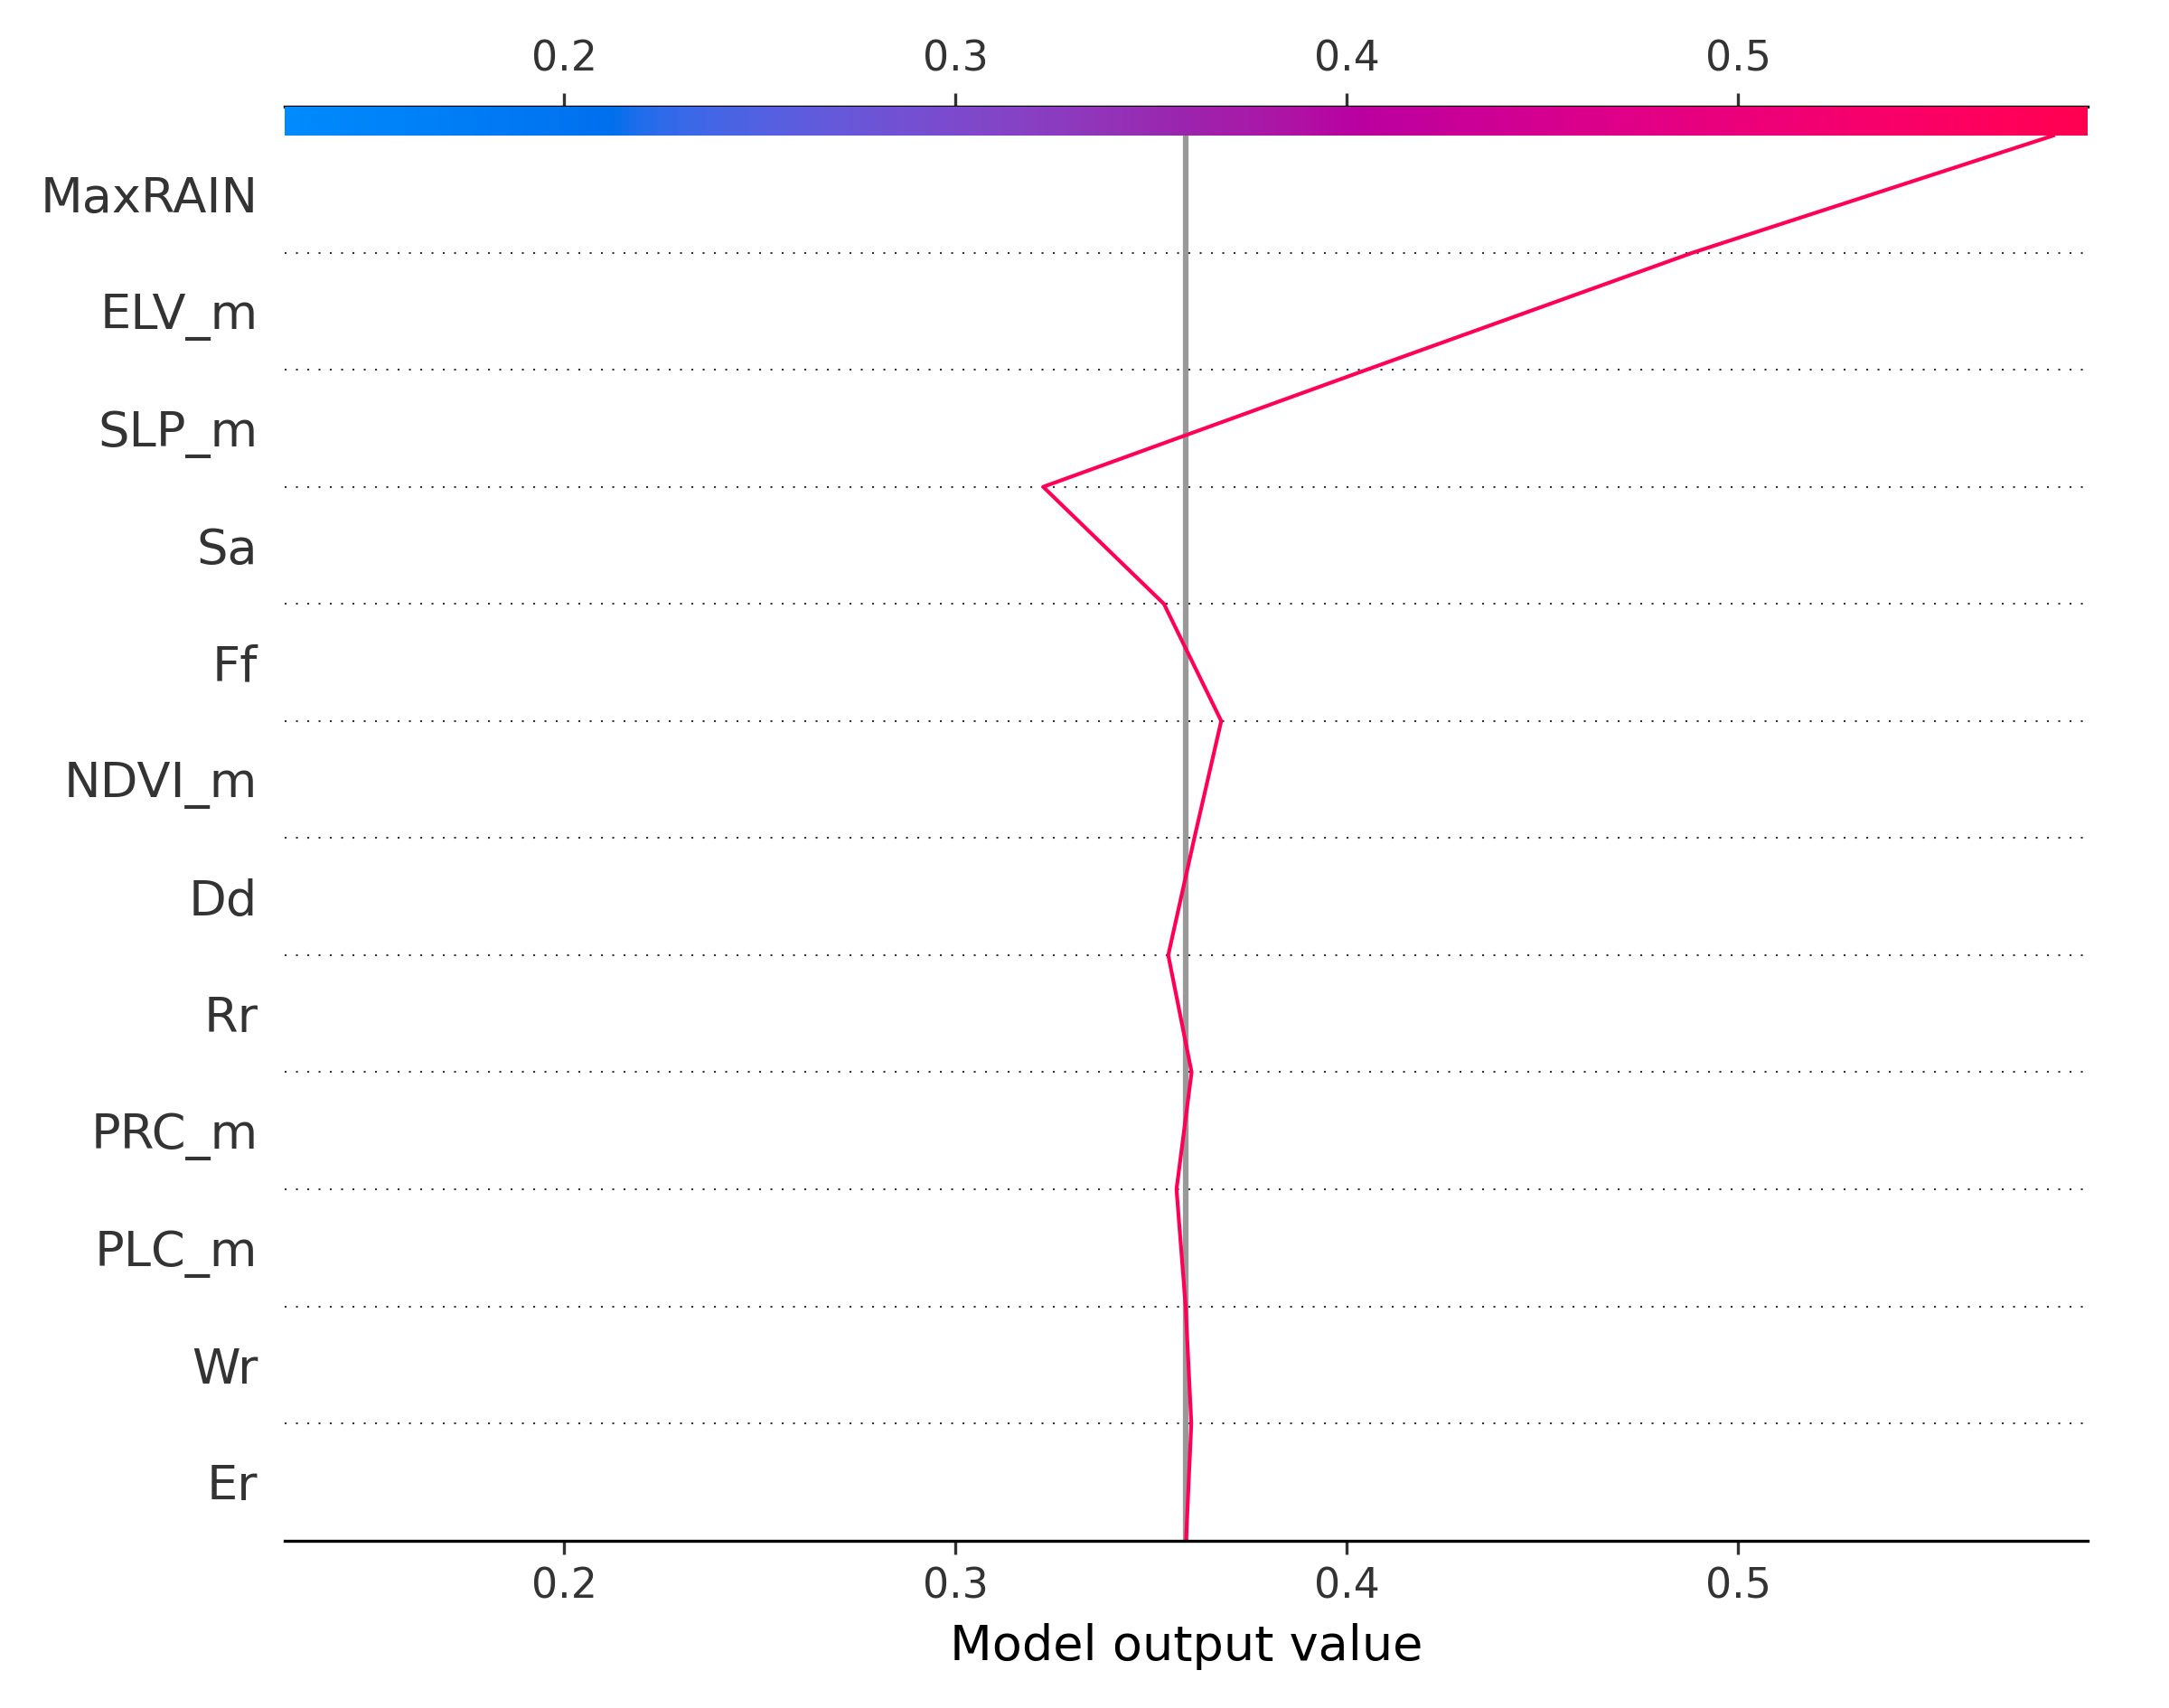 0.2 0.3 0.4 0.5
MaxRAIN
ELV_m
SLP_m
Sa
Ff
NDVI_m
Dd
Rr
PRC_m
PLC_m
Wr
Er
0.2 0.3 0.4 0.5
Model output value